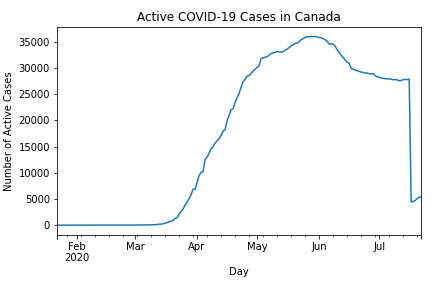 Active COVID-19 Cases in Canada
Number of Active Cases
35000
30000
25000
20000
15000
10000
5000
0
Feb Mar Apr May Jun Jul
2020
Day